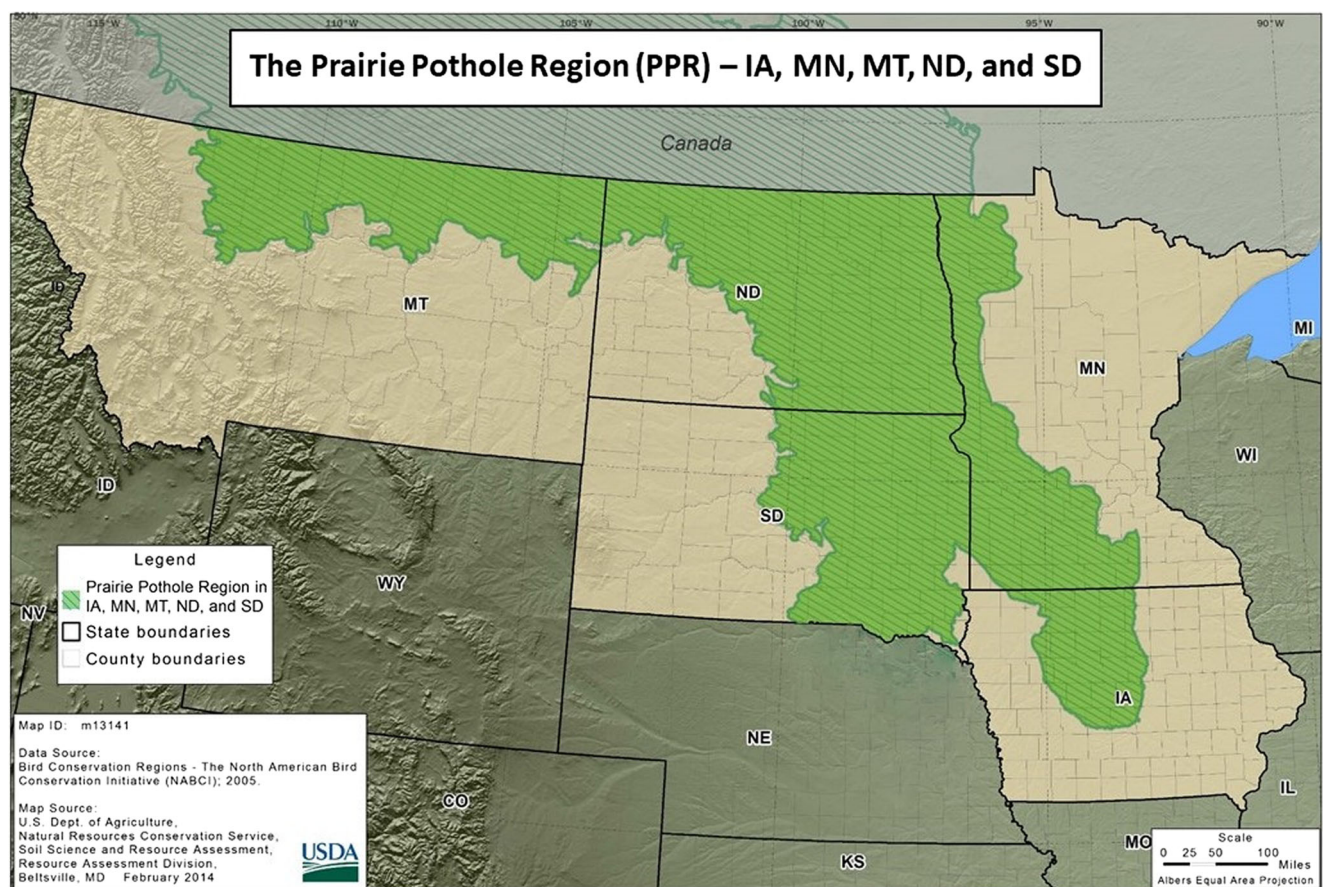 50°N
115°W
110°W
105°W
100°W
95°W
90°W
The Prairie Pothole Region (PPR) – IA, MN, MT, ND, and SD
Canada
ID
MT
ND
MN
MI
ID
SD
WI
WY
NV
NE
IA
CO
IL
KS
MO
Legend
Prairie Pothole Region in
IA, MN, MT, ND, and SD
State boundaries
County boundaries
Map ID: m13141
Data Source:
Bird Conservation Regions - The North American Bird
Conservation Initiative (NABCI); 2005.
Map Source:
U.S. Dept. of Agriculture,
Natural Resources Conservation Service,
Soil Science and Resource Assessment,
Resource Assessment Division,
Beltsville, MD February 2014
USDA
Scale
0 25 50 100
Miles
Albers Equal Area Projection